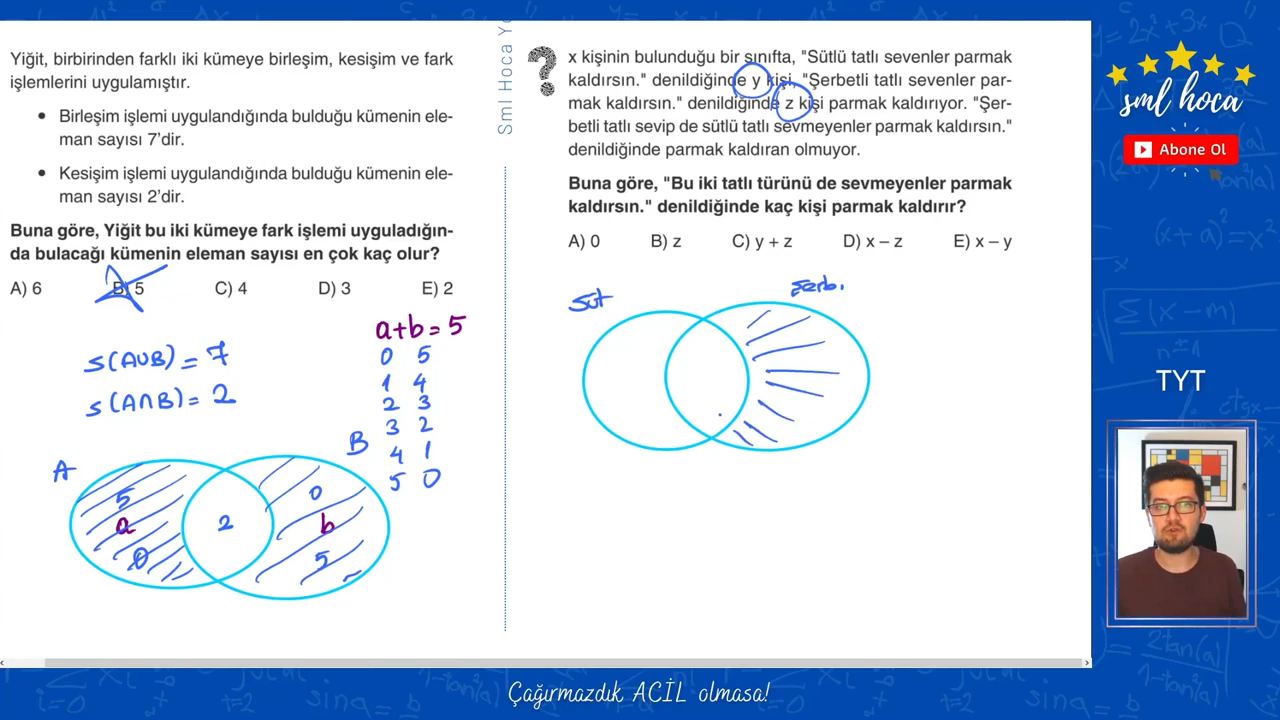 Yiğit, birbirinden farklı iki kümeye birleşim, kesişim ve fark
işlemlerini uygulamıştır.
• Birleşim işlemi uygulandığında bulduğu kümenin ele-
man sayısı 7'dir.
• Kesişim işlemi uygulandığında bulduğu kümenin ele-
man sayısı 2'dir.
Buna göre, Yiğit bu iki kümeye fark işlemi uyguladığın-
da bulacağı kümenin eleman sayısı en çok kaç olur?
A) 6 B) 5 C) 4 D) 3 E) 2
s(A∪B) = 7
s(A∩B) = 2
a+b = 5
0 5
1 4
2 3
3 2
4 1
5 0
A
B
5
a
0
2
0
b
5
Sml Hoca Yo
?
x kişinin bulunduğu bir sınıfta, "Sütlü tatlı sevenler parmak
kaldırsın." denildiğinde y kişi, "Şerbetli tatlı sevenler par-
mak kaldırsın." denildiğinde z kişi parmak kaldırıyor. "Şer-
betli tatlı sevip de sütlü tatlı sevmeyenler parmak kaldırsın."
denildiğinde parmak kaldıran olmuyor.
Buna göre, "Bu iki tatlı türünü de sevmeyenler parmak
kaldırsın." denildiğinde kaç kişi parmak kaldırır?
A) 0 B) z C) y + z D) x – z E) x – y
Süt
Şerb.
sml hoca
Abone Ol
TYT
Çağırmazdık ACİL olmasa!